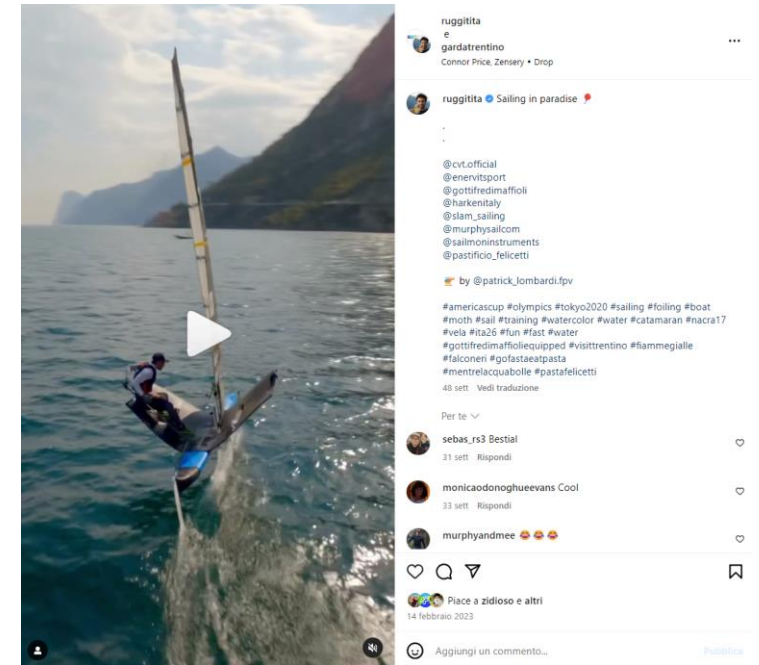 ruggitita
e
gardatrentino
Connor Price, Zensery • Drop
ruggitita Sailing in paradise
.
.
@cvt.official
@enervitsport
@gottifredimaffioli
@harkenitaly
@slam_sailing
@murphysailcom
@sailmoninstruments
@pastificio_felicetti
by @patrick_lombardi.fpv
#americascup #olympics #tokyo2020 #sailing #foiling #boat
#moth #sail #training #watercolor #water #catamaran #nacra17
#vela #ita26 #fun #fast #water
#gottifredimaffioliequipped #visittrentino #fiammegialle
#falconeri #gofastaeatpasta
#mentrelacquabolle #pastafelicetti
48 sett Vedi traduzione
Per te
sebas_rs3 Bestial
31 sett Rispondi
monicaodonoghueevans Cool
33 sett Rispondi
murphyandmee 😂😂😂
Piace a zidioso e altri
14 febbraio 2023
Aggiungi un commento...
Pubblica